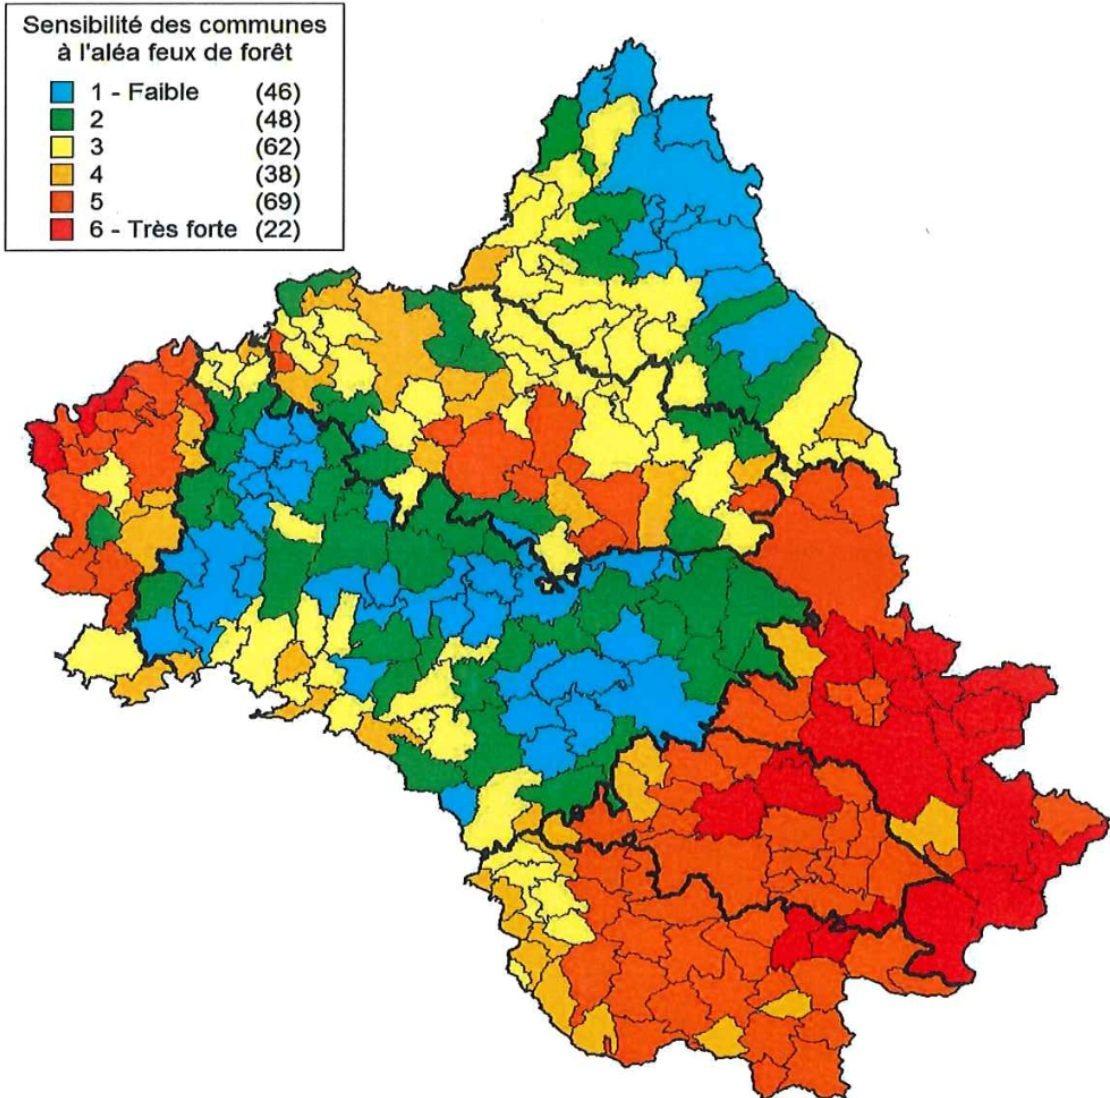 Sensibilité des communes
à l'aléa feux de forêt
1 - Faible (46)
2 (48)
3 (62)
4 (38)
5 (69)
6 - Très forte (22)